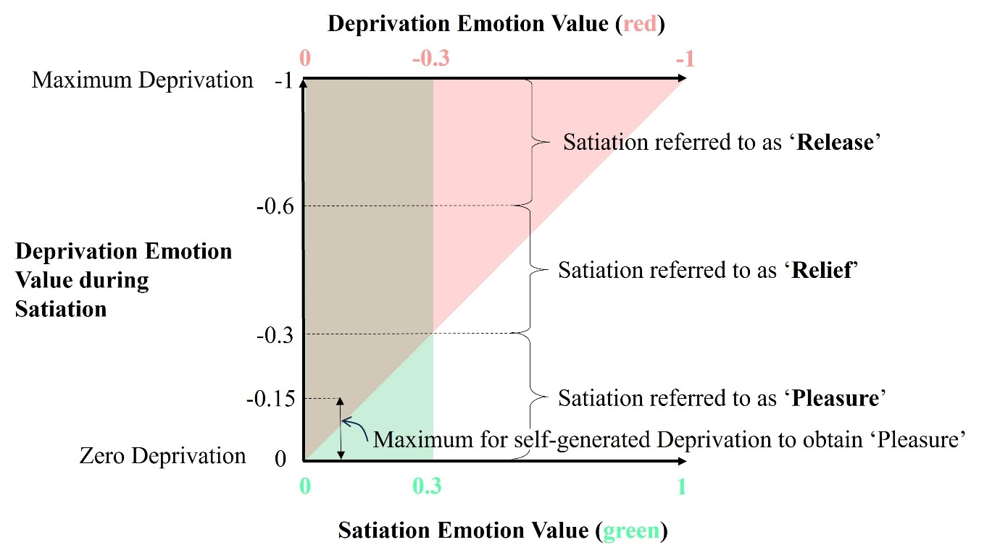 Deprivation Emotion Value (red)
0 -0.3 -1
Maximum Deprivation -1
Satiation referred to as ‘Release’
-0.6
Deprivation Emotion
Value during
Satiation
Satiation referred to as ‘Relief’
-0.3
-0.15
Satiation referred to as ‘Pleasure’
Maximum for self-generated Deprivation to obtain ‘Pleasure’
Zero Deprivation 0
0 0.3 1
Satiation Emotion Value (green)